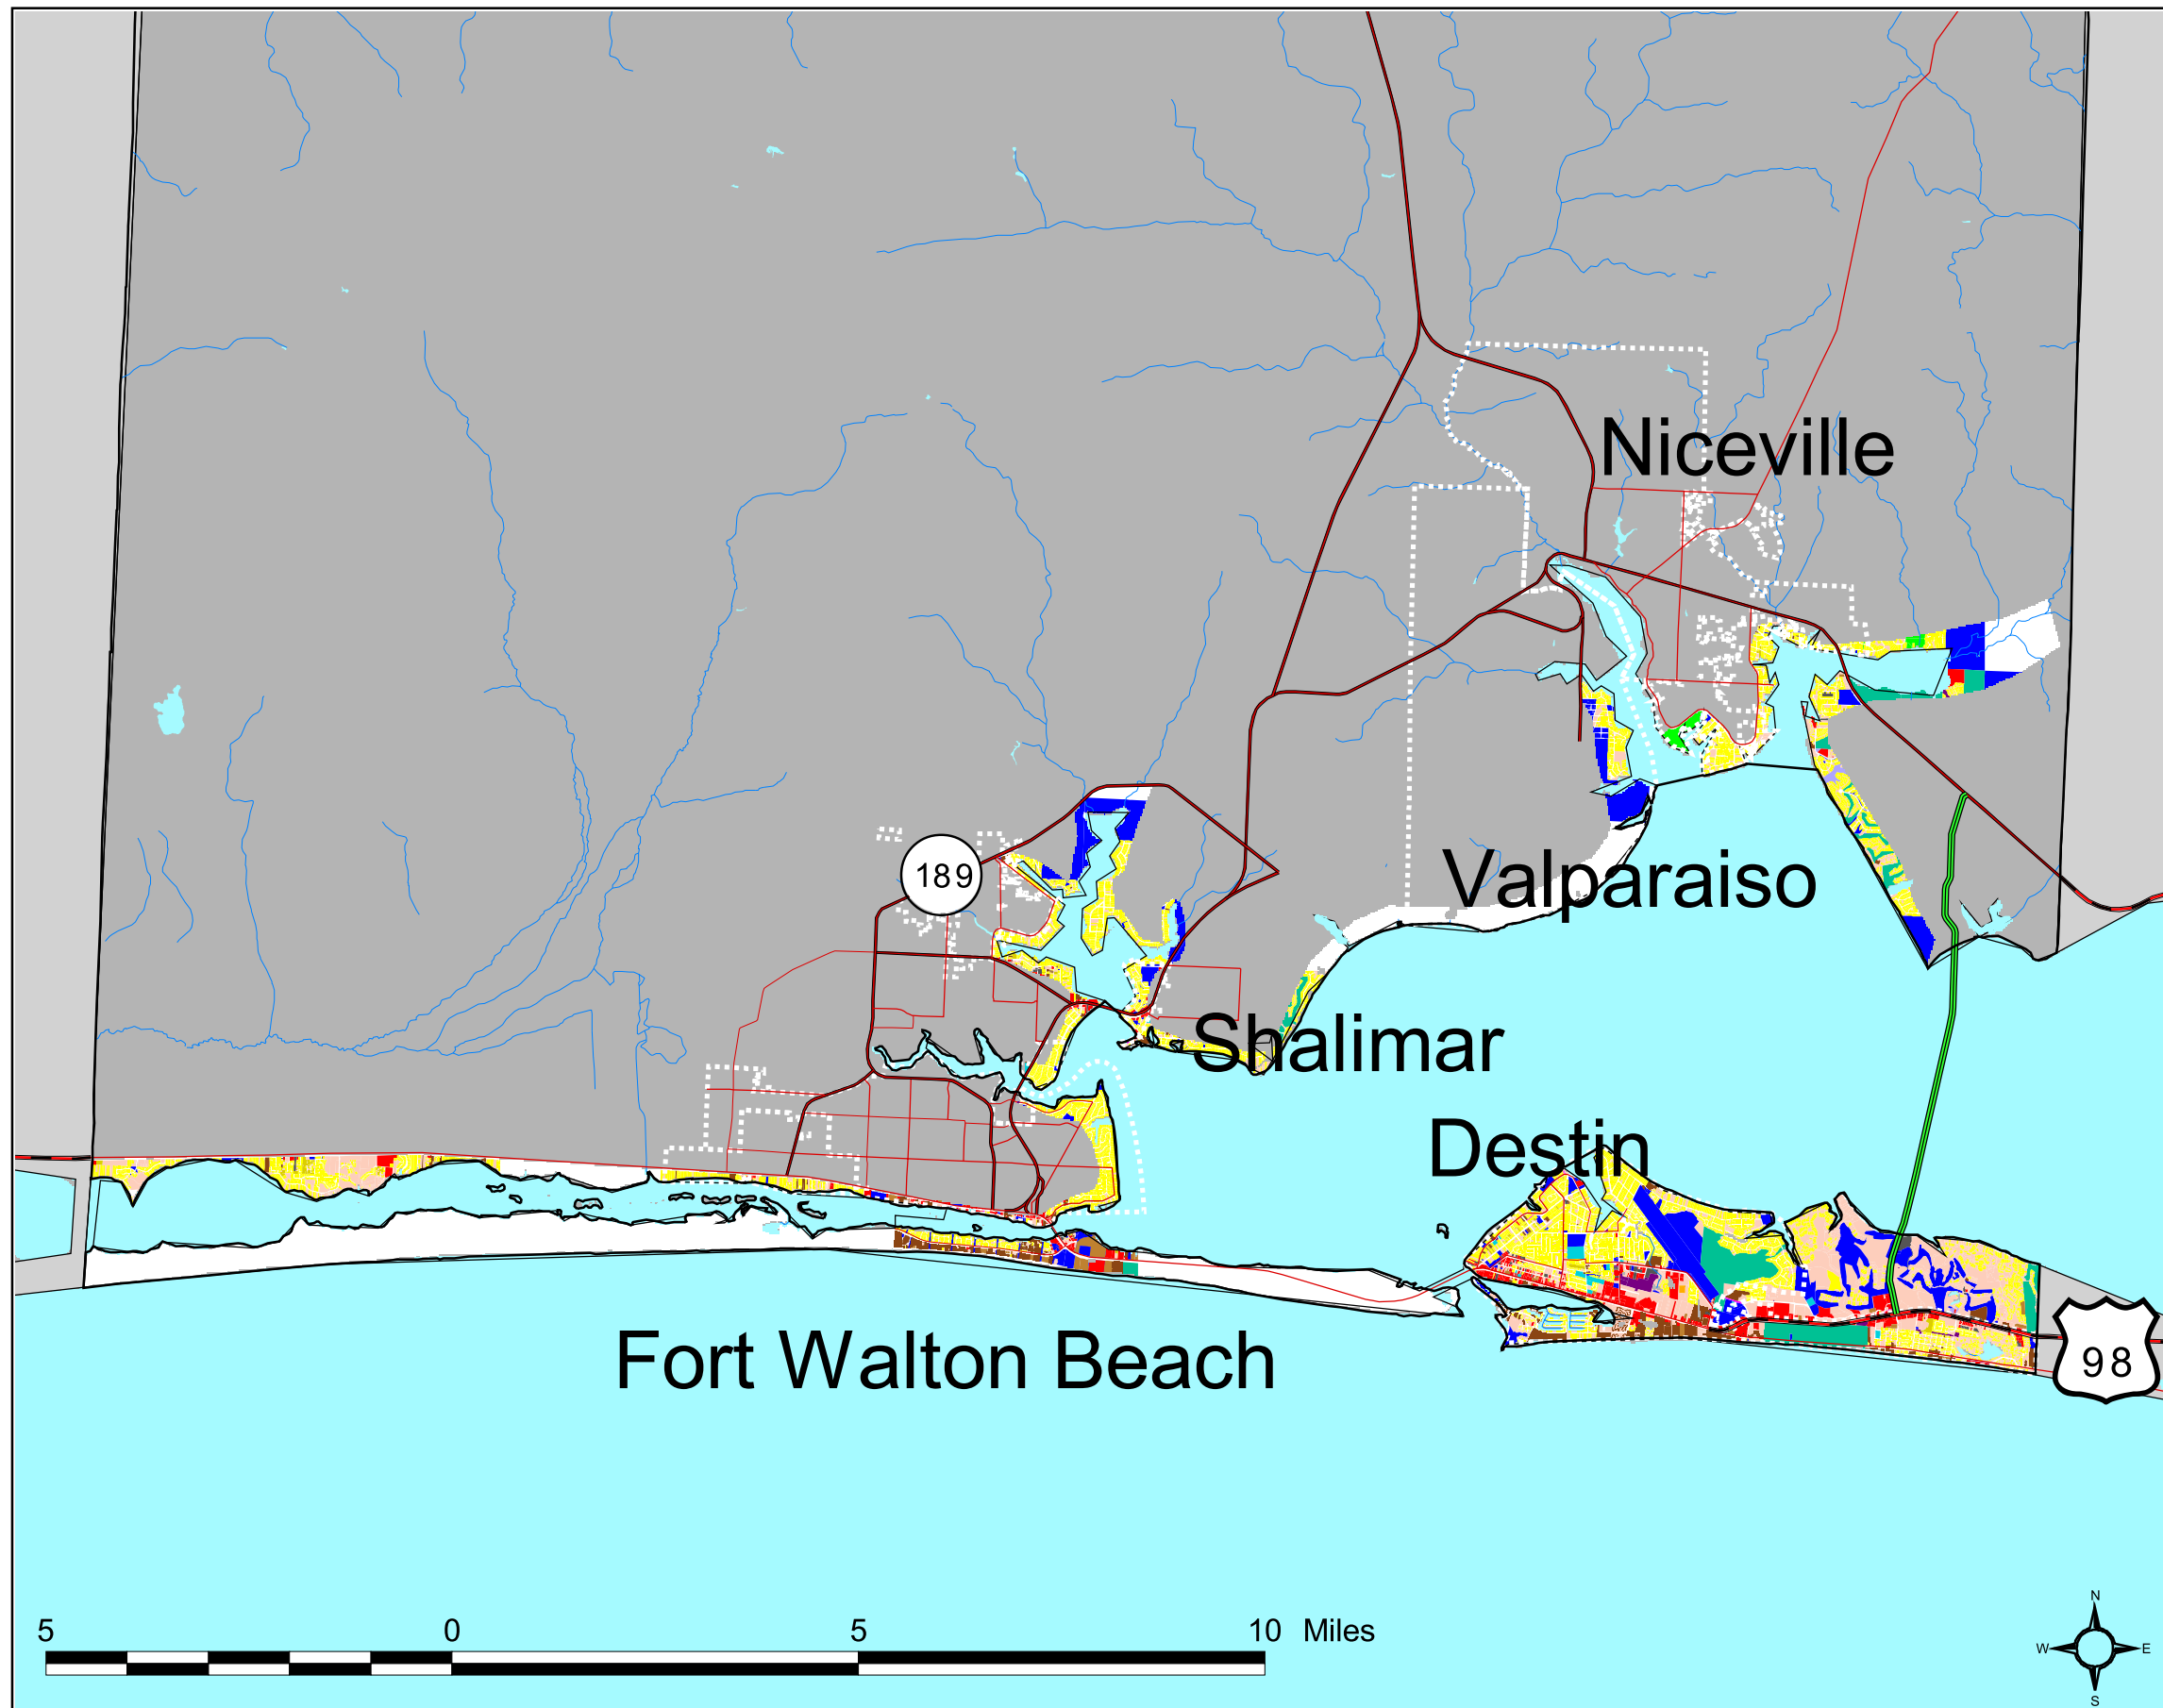 Niceville
189
Valparaiso
Shalimar
Destin
Fort Walton Beach
98
5 0 5 10 Miles
N
W E
S